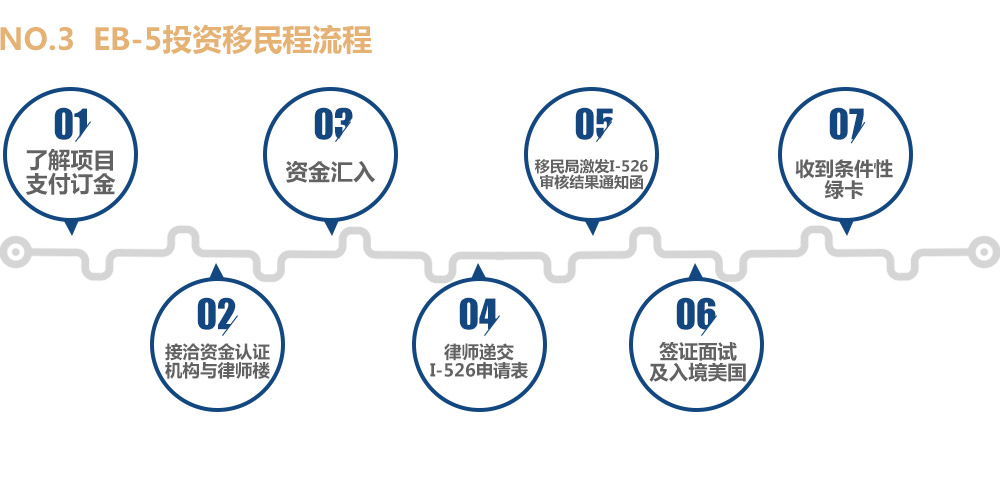 NO.3 EB-5投资移民程流程
01
了解项目
支付订金
02
接洽资金认证
机构与律师楼
03
资金汇入
04
律师递交
I-526申请表
05
移民局激发I-526
审核结果通知函
06
签证面试
及入境美国
07
收到条件性
绿卡